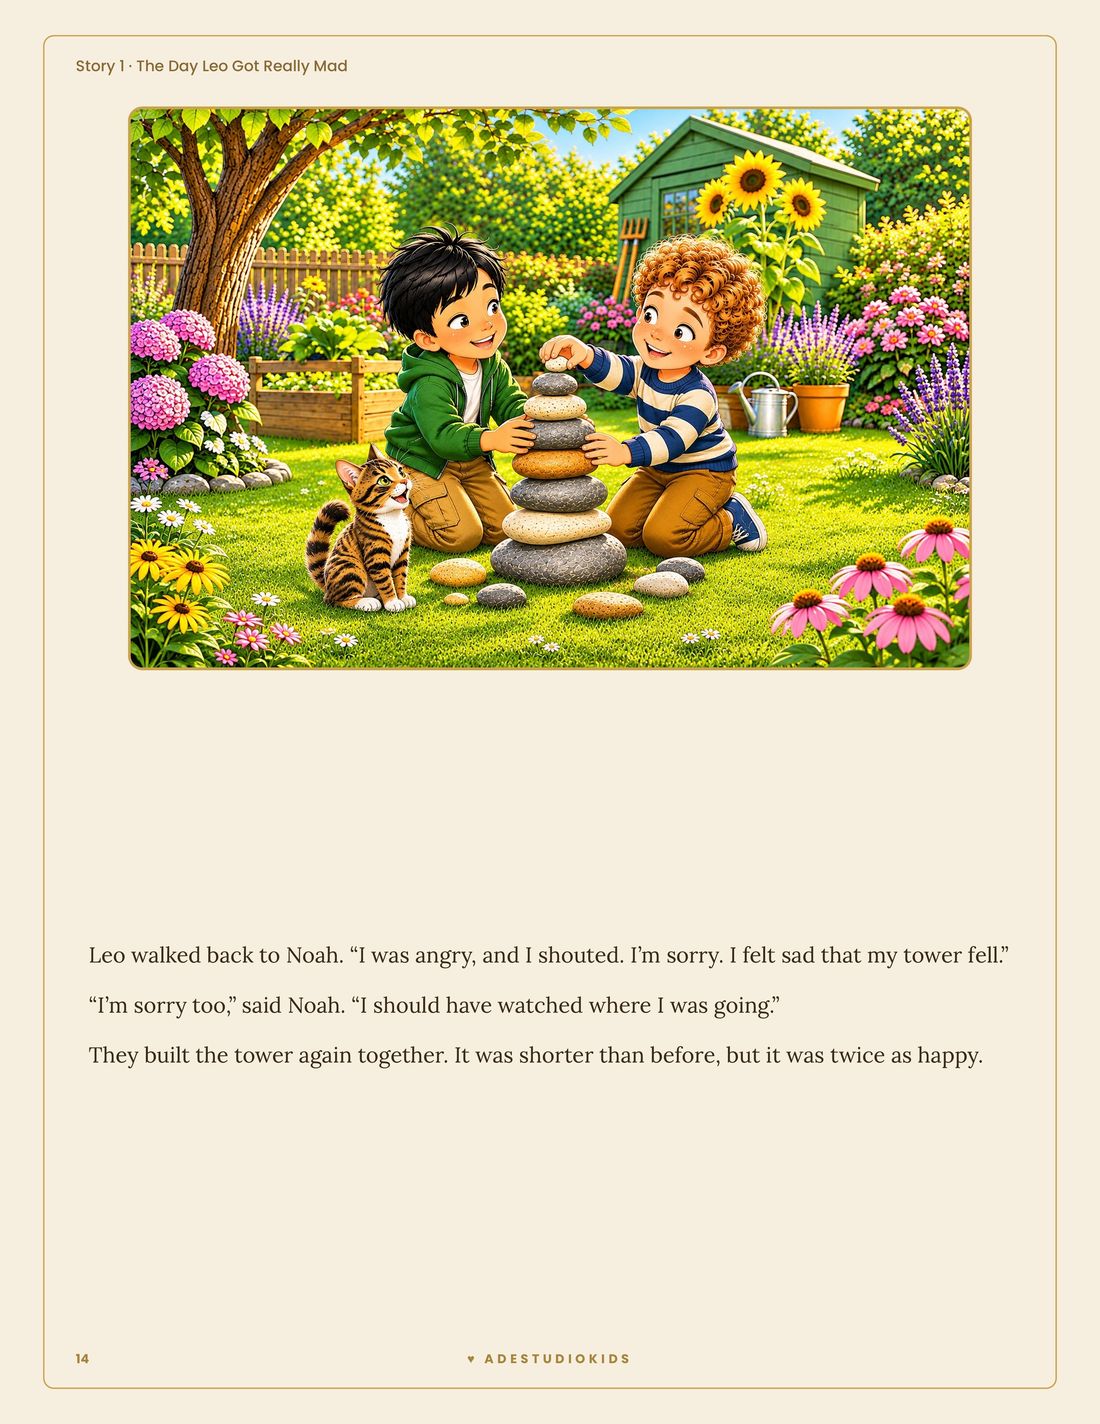 Story 1 · The Day Leo Got Really Mad
Leo walked back to Noah. “I was angry, and I shouted. I’m sorry. I felt sad that my tower fell.”
“I’m sorry too,” said Noah. “I should have watched where I was going.”
They built the tower again together. It was shorter than before, but it was twice as happy.
14
♥ ADESTUDIOKIDS